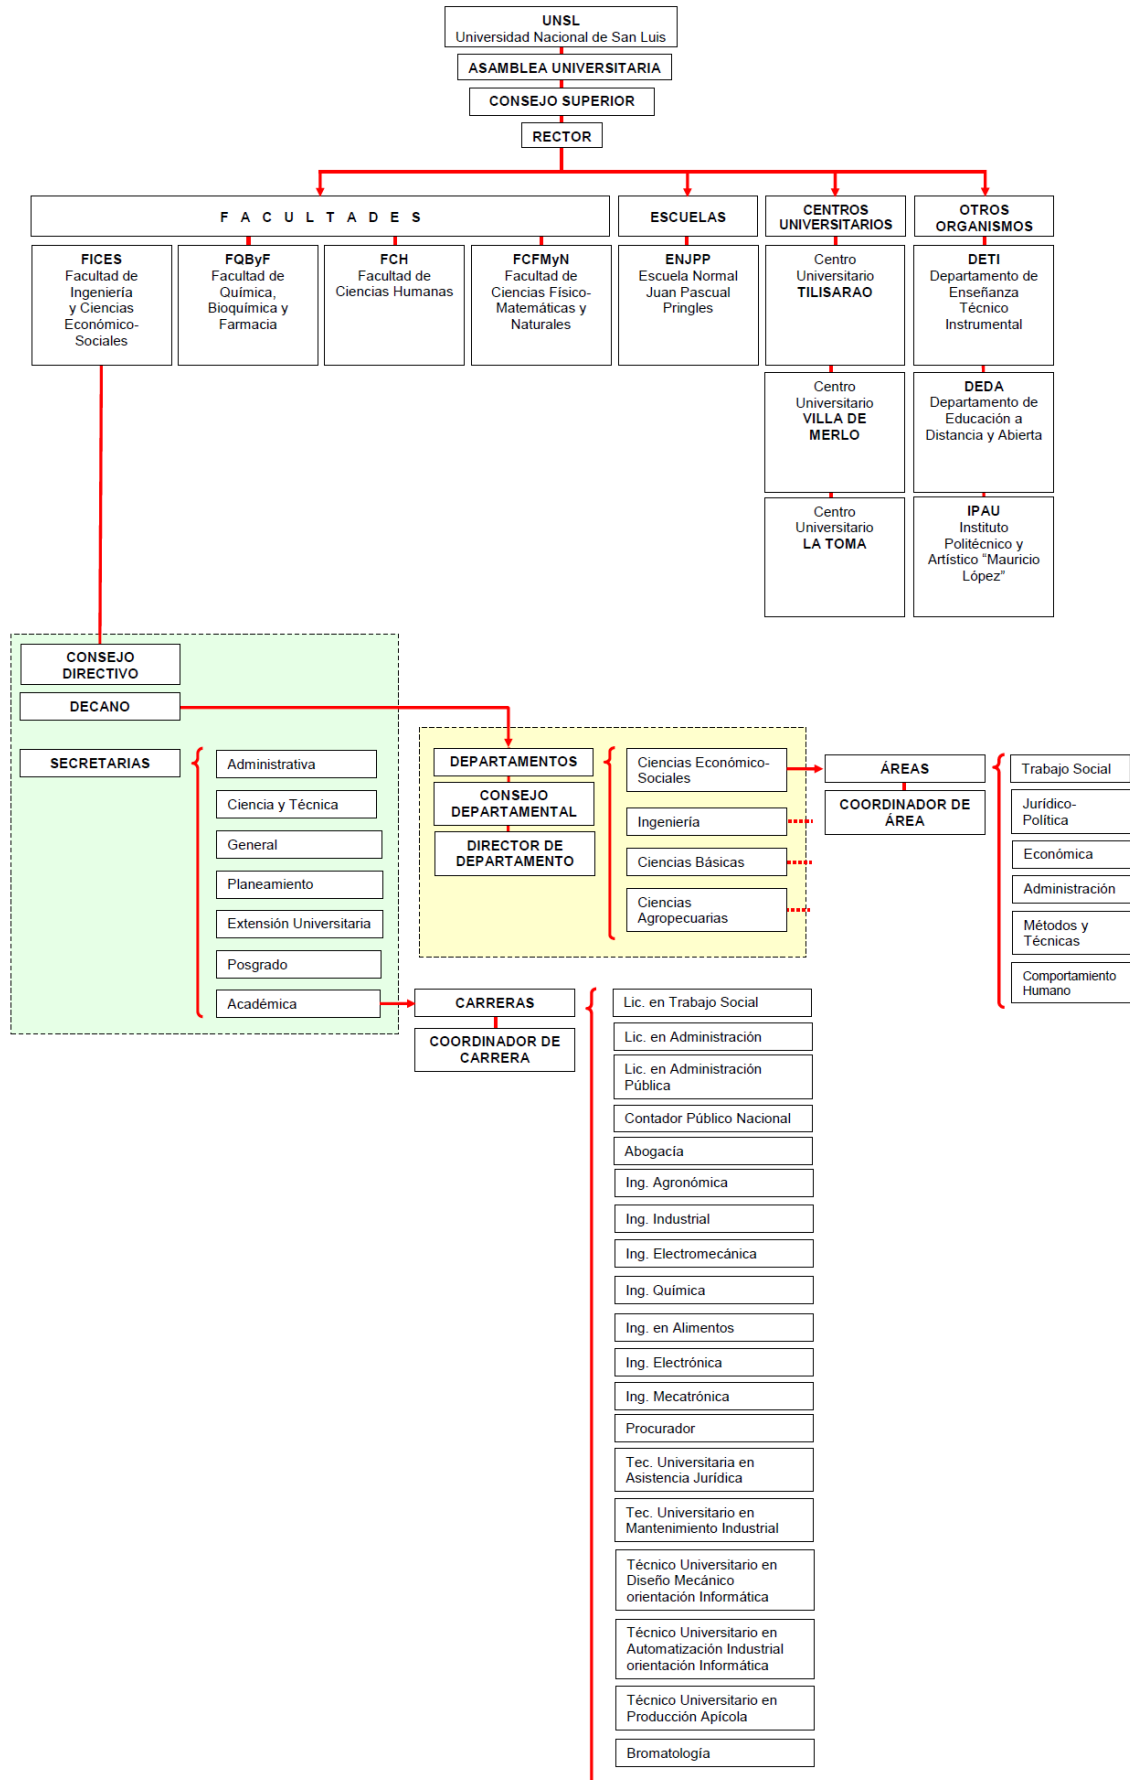 UNSL
Universidad Nacional de San Luis
ASAMBLEA UNIVERSITARIA
CONSEJO SUPERIOR
RECTOR
F A C U L T A D E S
ESCUELAS
CENTROS
UNIVERSITARIOS
OTROS
ORGANISMOS
FICES
Facultad de
Ingeniería
y Ciencias
Económico-
Sociales
FQByF
Facultad de
Química,
Bioquímica y
Farmacia
FCH
Facultad de
Ciencias Humanas
FCFMyN
Facultad de
Ciencias Físico-
Matemáticas y
Naturales
ENJPP
Escuela Normal
Juan Pascual
Pringles
Centro
Universitario
TILISARAO
DETI
Departamento de
Enseñanza
Técnico
Instrumental
Centro
Universitario
VILLA DE
MERLO
DEDA
Departamento de
Educación a
Distancia y Abierta
Centro
Universitario
LA TOMA
IPAU
Instituto
Politécnico y
Artístico “Mauricio
López”
CONSEJO
DIRECTIVO
DECANO
SECRETARIAS
Administrativa
Ciencia y Técnica
General
Planeamiento
Extensión Universitaria
Posgrado
Académica
DEPARTAMENTOS
CONSEJO
DEPARTAMENTAL
DIRECTOR DE
DEPARTAMENTO
Ciencias Económico-
Sociales
Ingeniería
Ciencias Básicas
Ciencias
Agropecuarias
ÁREAS
COORDINADOR DE
ÁREA
Trabajo Social
Jurídico-
Política
Económica
Administración
Métodos y
Técnicas
Comportamiento
Humano
CARRERAS
COORDINADOR DE
CARRERA
Lic. en Trabajo Social
Lic. en Administración
Lic. en Administración
Pública
Contador Público Nacional
Abogacía
Ing. Agronómica
Ing. Industrial
Ing. Electromecánica
Ing. Química
Ing. en Alimentos
Ing. Electrónica
Ing. Mecatrónica
Procurador
Tec. Universitaria en
Asistencia Jurídica
Tec. Universitario en
Mantenimiento Industrial
Técnico Universitario en
Diseño Mecánico
orientación Informática
Técnico Universitario en
Automatización Industrial
orientación Informática
Técnico Universitario en
Producción Apícola
Bromatología